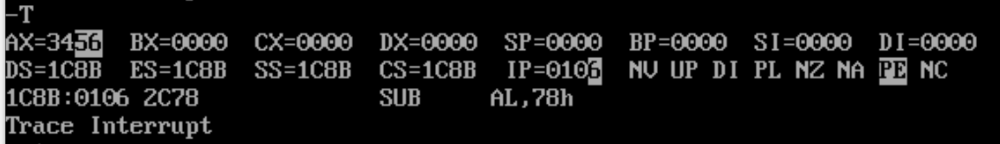 -T
AX=3456 BX=0000 CX=0000 DX=0000 SP=0000 BP=0000 SI=0000 DI=0000
DS=1C8B ES=1C8B SS=1C8B CS=1C8B IP=0106 NV UP DI PL NZ NA PE NC
1C8B:0106 2C78 SUB AL,78h
Trace Interrupt